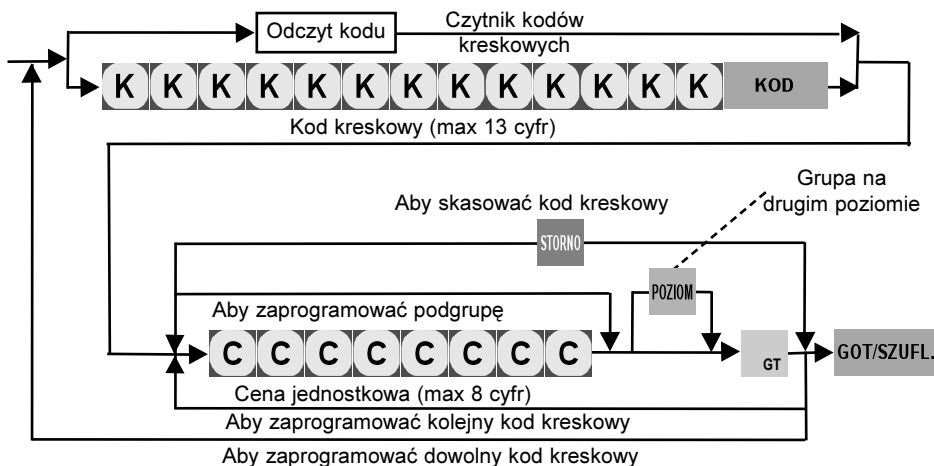 Odczyt kodu
Czytnik kodów
kreskowych
K K K K K K K K K K K K K KOD
Kod kreskowy (max 13 cyfr)
Grupa na
drugim poziomie
Aby skasować kod kreskowy
STORNO
POZIOM
Aby zaprogramować podgrupę
C C C C C C C C GT GOT/SZUFL.
Cena jednostkowa (max 8 cyfr)
Aby zaprogramować kolejny kod kreskowy
Aby zaprogramować dowolny kod kreskowy